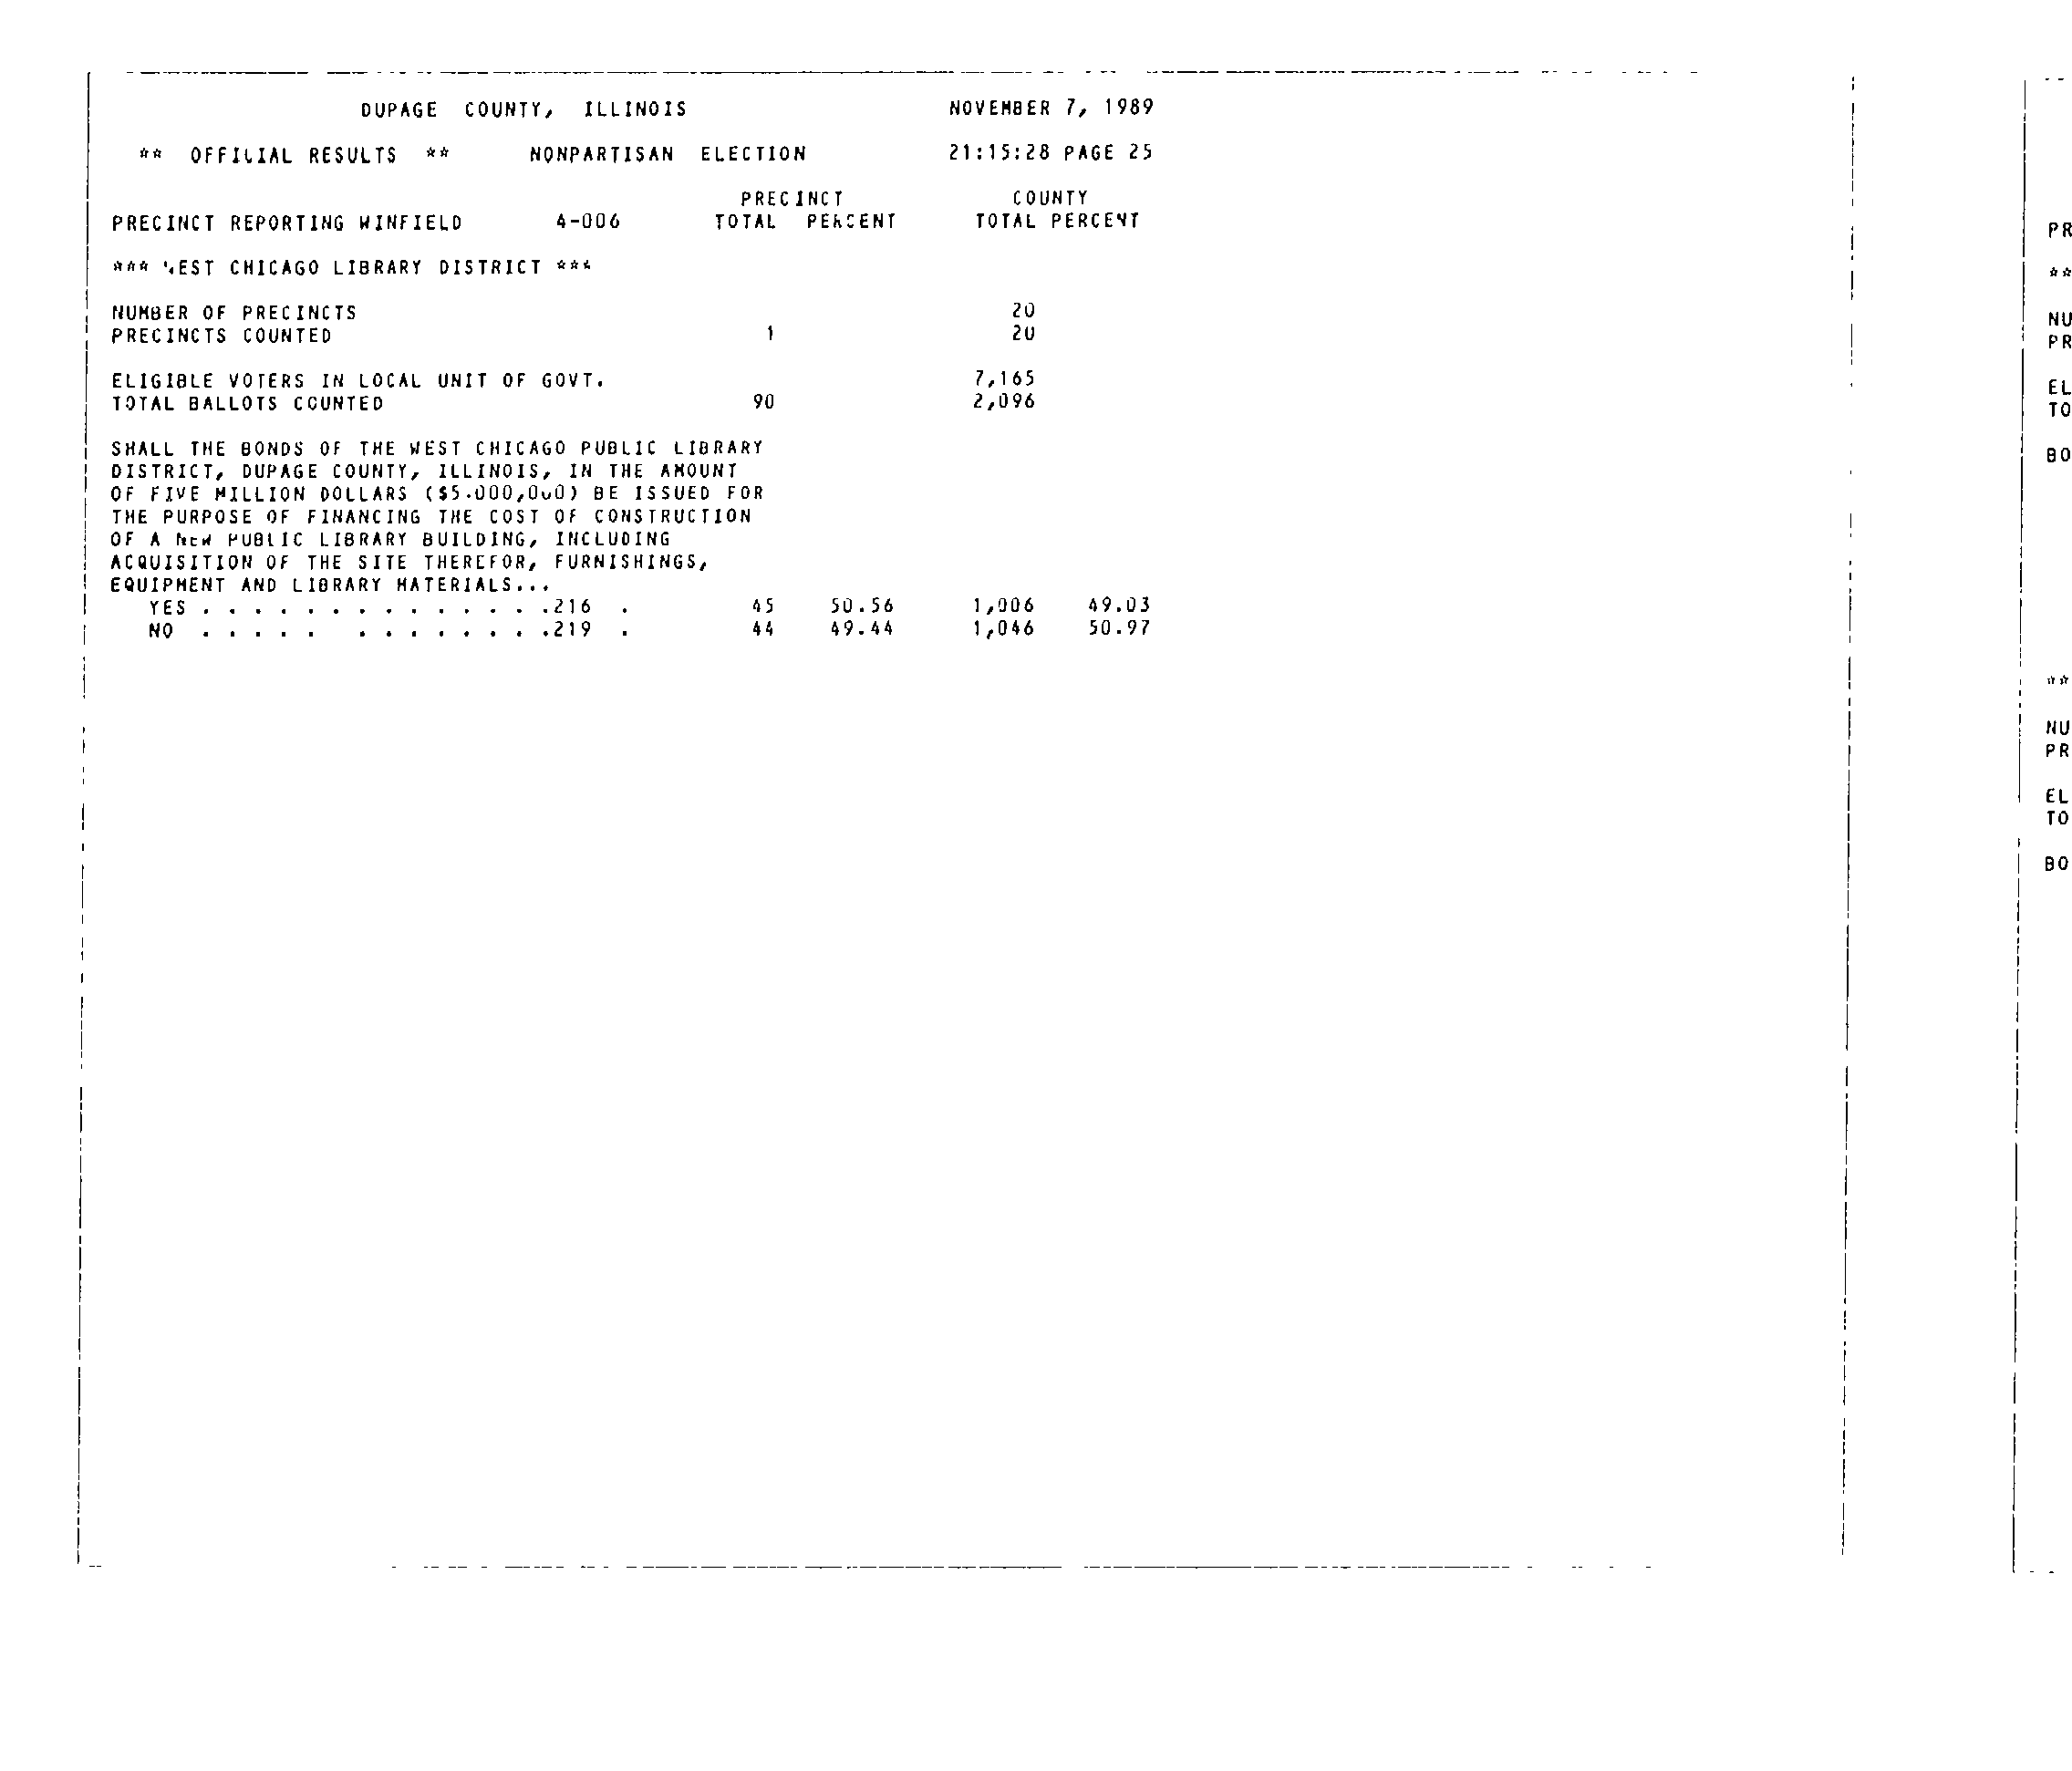 DUPAGE COUNTY, ILLINOIS NOVEMBER 7, 1989
** OFFICIAL RESULTS ** NONPARTISAN ELECTION 21:15:28 PAGE 25
PRECINCT COUNTY
PRECINCT REPORTING WINFIELD 4-006 TOTAL PERCENT TOTAL PERCENT
*** WEST CHICAGO LIBRARY DISTRICT ***
NUMBER OF PRECINCTS 20
PRECINCTS COUNTED 1 20
ELIGIBLE VOTERS IN LOCAL UNIT OF GOVT. 7,165
TOTAL BALLOTS COUNTED 90 2,096
SHALL THE BONDS OF THE WEST CHICAGO PUBLIC LIBRARY
DISTRICT, DUPAGE COUNTY, ILLINOIS, IN THE AMOUNT
OF FIVE MILLION DOLLARS ($5,000,000) BE ISSUED FOR
THE PURPOSE OF FINANCING THE COST OF CONSTRUCTION
OF A NEW PUBLIC LIBRARY BUILDING, INCLUDING
ACQUISITION OF THE SITE THEREFOR, FURNISHINGS,
EQUIPMENT AND LIBRARY MATERIALS...
YES . . . . . . . . . . . . . .216 . 45 50.56 1,006 49.03
NO . . . . . . . . . . . . .219 . 44 49.44 1,046 50.97
PR
**
NU
PR
EL
TO
BO
**
NU
PR
EL
TO
BO